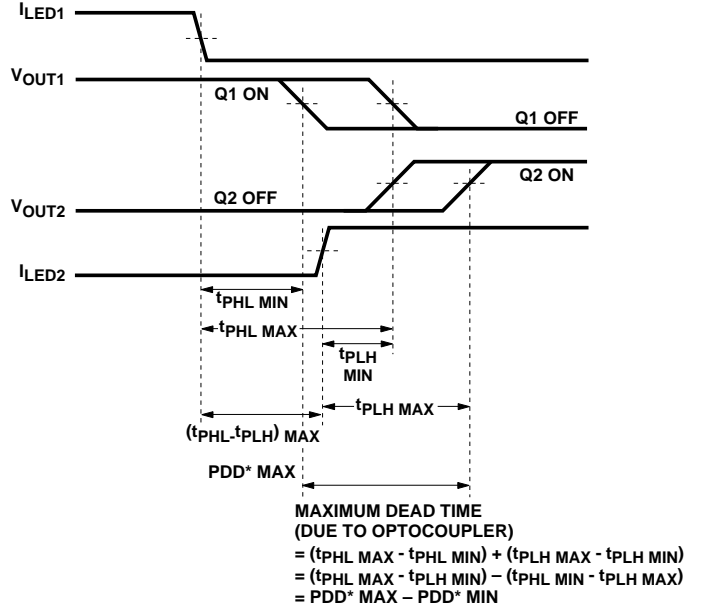 ILED1
VOUT1
Q1 ON
Q1 OFF
Q2 ON
Q2 OFF
VOUT2
ILED2
tPHL MIN
tPHL MAX
tPLH
MIN
tPLH MAX
(tPHL-tPLH) MAX
PDD* MAX
MAXIMUM DEAD TIME
(DUE TO OPTOCOUPLER)
= (tPHL MAX - tPHL MIN) + (tPLH MAX - tPLH MIN)
= (tPHL MAX - tPLH MIN) – (tPHL MIN - tPLH MAX)
= PDD* MAX – PDD* MIN